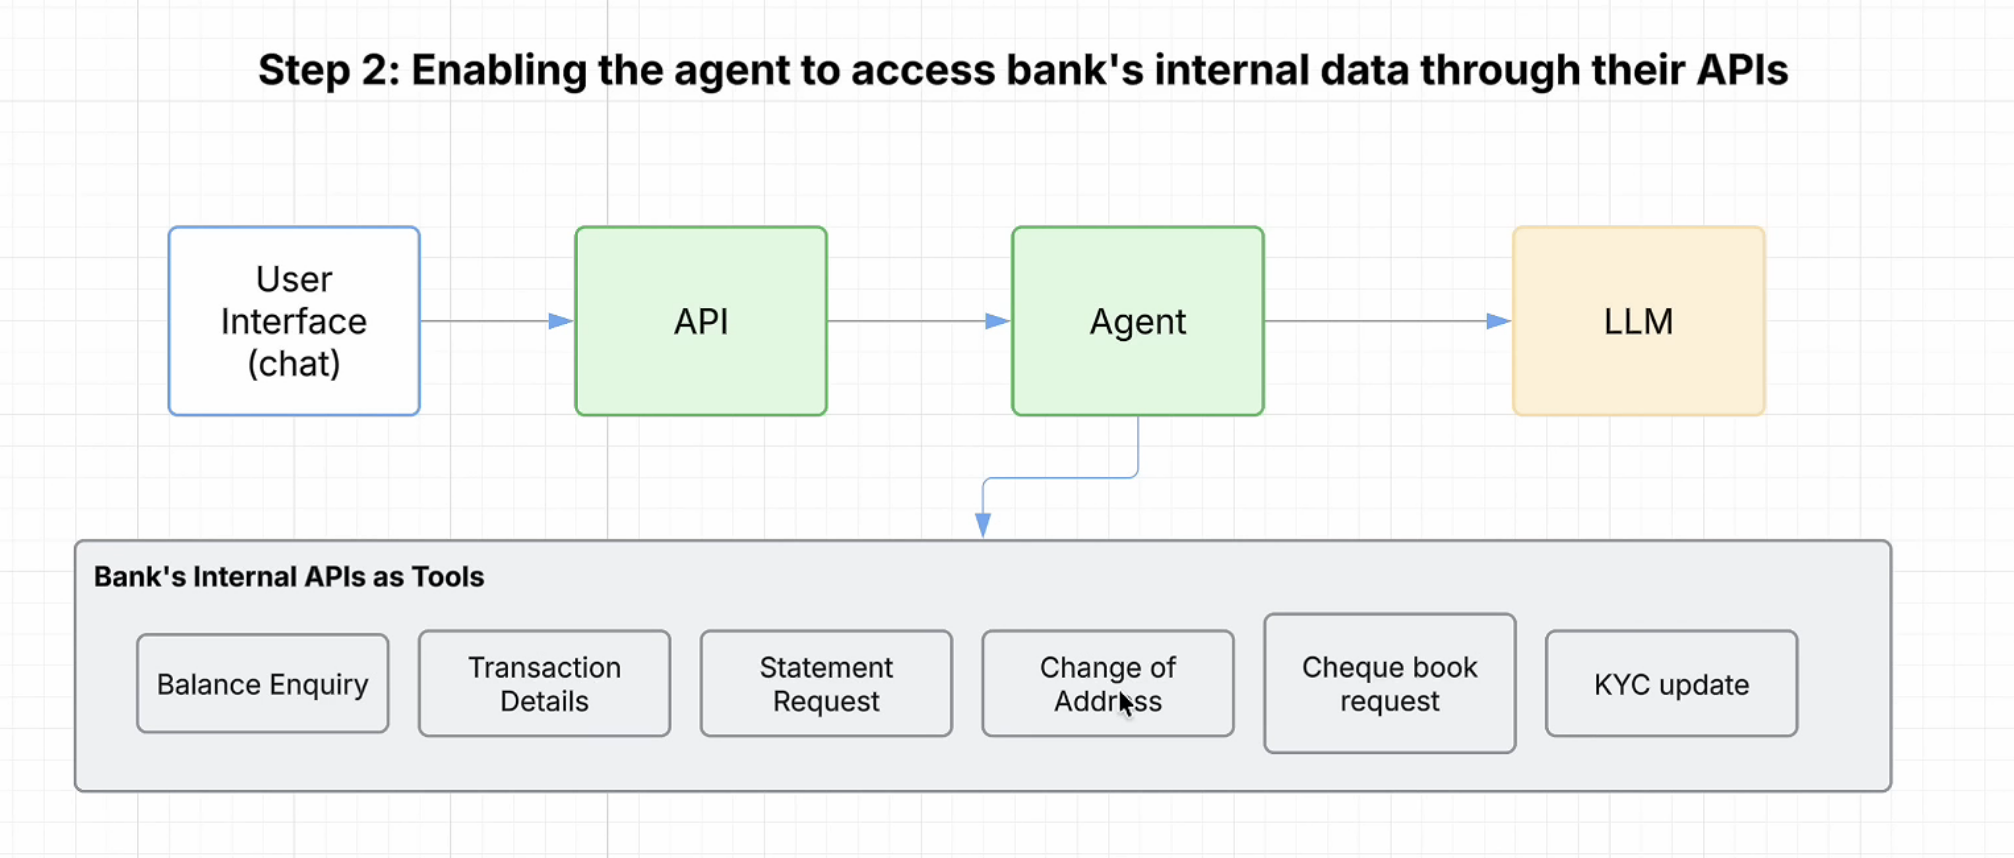 Step 2: Enabling the agent to access bank's internal data through their APIs
User
Interface
(chat)
API
Agent
LLM
Bank's Internal APIs as Tools
Balance Enquiry
Transaction
Details
Statement
Request
Change of
Address
Cheque book
request
KYC update